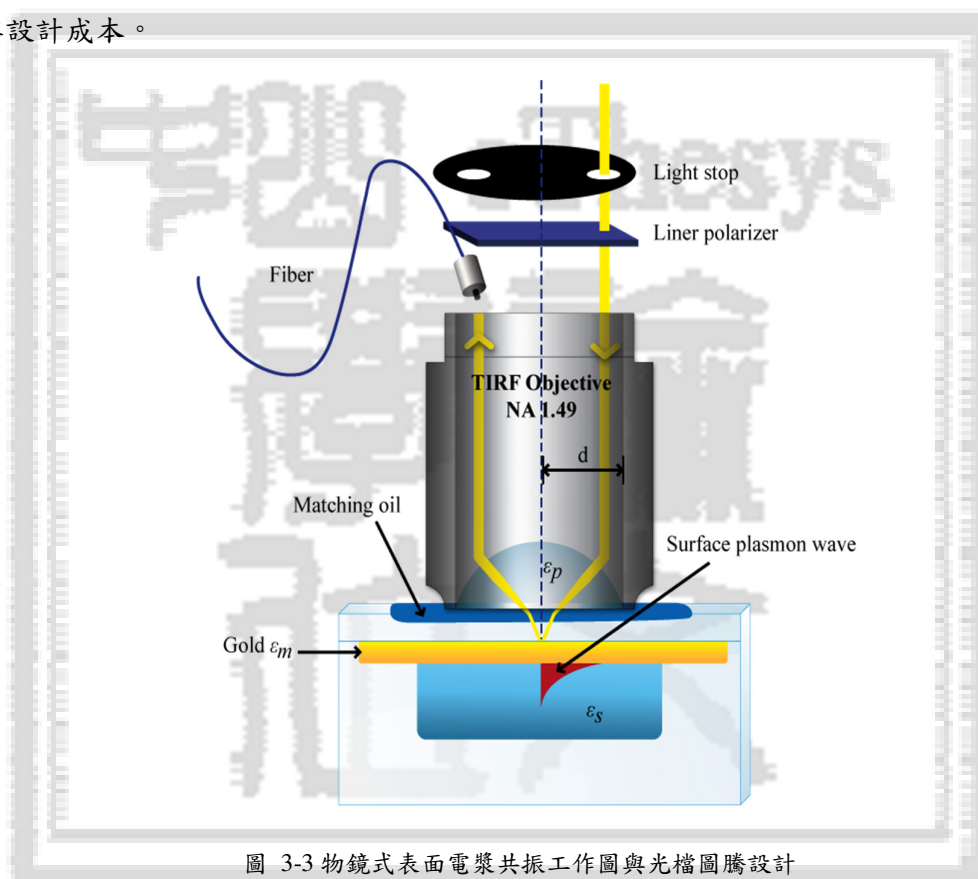 設計成本。
Light stop
Liner polarizer
Fiber
TIRF Objective
NA 1.49
d
Matching oil
Surface plasmon wave
εp
Gold εm
εs
圖 3-3 物鏡式表面電漿共振工作圖與光檔圖騰設計